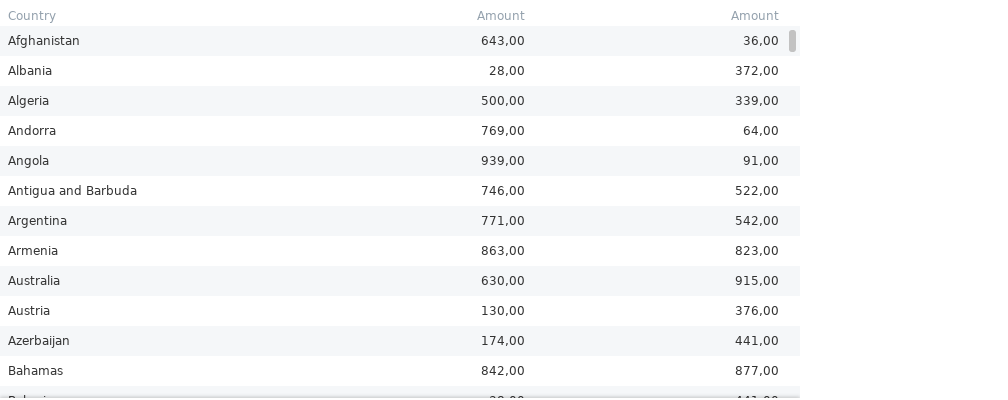 Country Amount Amount
Afghanistan 643,00 36,00
Albania 28,00 372,00
Algeria 500,00 339,00
Andorra 769,00 64,00
Angola 939,00 91,00
Antigua and Barbuda 746,00 522,00
Argentina 771,00 542,00
Armenia 863,00 823,00
Australia 630,00 915,00
Austria 130,00 376,00
Azerbaijan 174,00 441,00
Bahamas 842,00 877,00